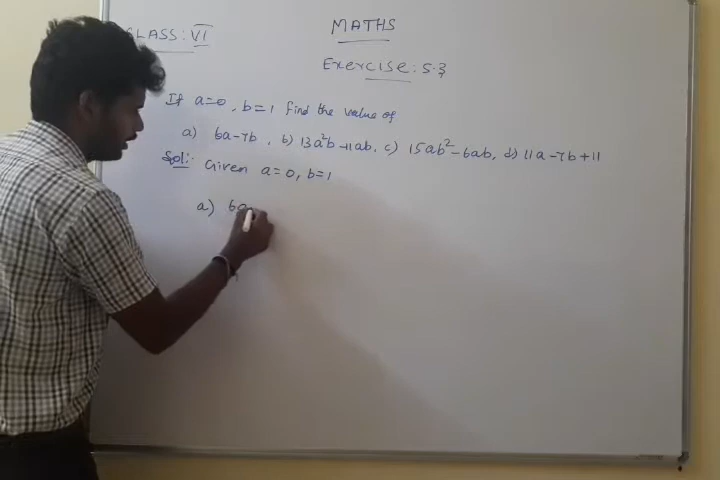 CLASS: VI
MATHS
Exercise: 5.3
If a=0, b=1 find the value of
a) 6a-7b, b) 13a²b-11ab, c) 15ab²-6ab, d) 11a-7b+11
Sol:- Given a=0, b=1
a) 6a